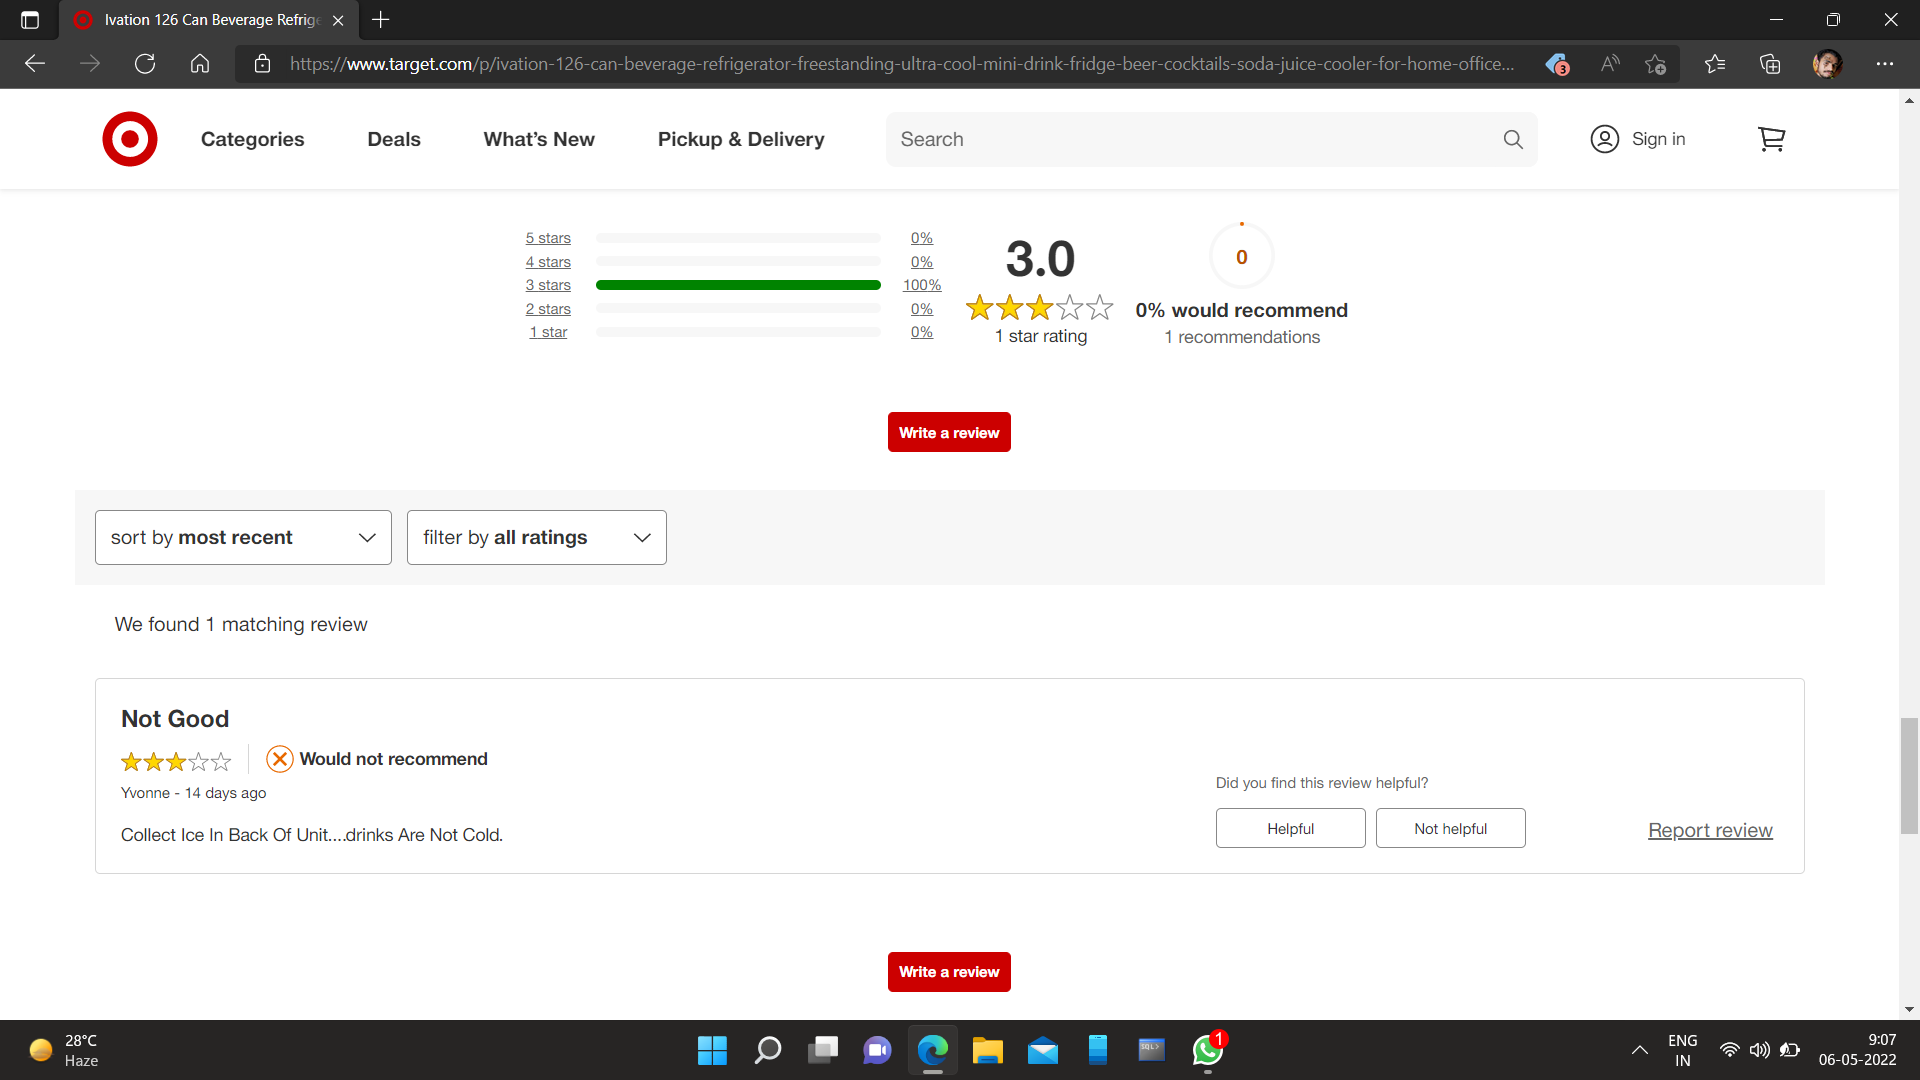 Ivation 126 Can Beverage Refrige
https://www.target.com/p/ivation-126-can-beverage-refrigerator-freestanding-ultra-cool-mini-drink-fridge-beer-cocktails-soda-juice-cooler-for-home-office...
3
Categories
Deals
What's New
Pickup & Delivery
Search
Sign in
5 stars 0%
4 stars 0%
3 stars 100%
2 stars 0%
1 star 0%
3.0
1 star rating
0
0% would recommend
1 recommendations
Write a review
sort by most recent
filter by all ratings
We found 1 matching review
Not Good
Would not recommend
Yvonne - 14 days ago
Collect Ice In Back Of Unit....drinks Are Not Cold.
Did you find this review helpful?
Helpful
Not helpful
Report review
Write a review
28°C
Haze
SQL>
1
ENG
IN
9:07
06-05-2022